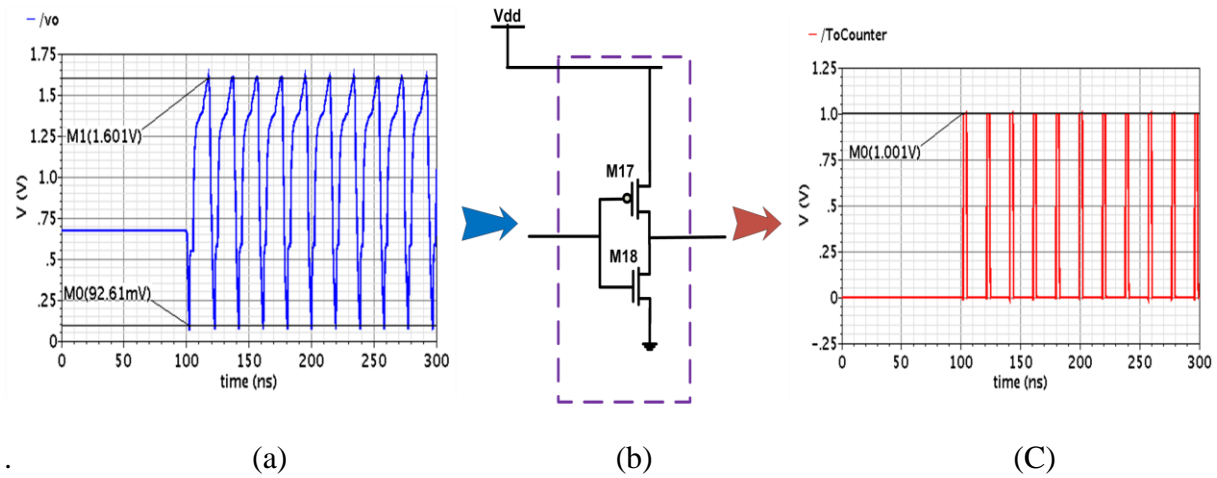 /vo
1.75
1.5
1.25
1.0
.75
.5
.25
0
V (V)
M1(1.601V)
M0(92.61mV)
0 50 100 150 200 250 300
time (ns)
Vdd
M17
M18
/ToCounter
1.25
1.0
.75
.5
.25
0
-.25
V (V)
M0(1.001V)
0 50 100 150 200 250 300
time (ns)
. (a) (b) (C)